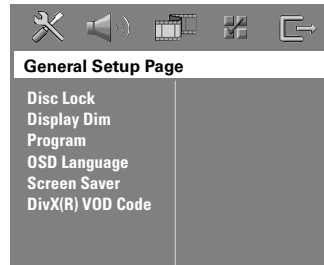 General Setup Page
Disc Lock
Display Dim
Program
OSD Language
Screen Saver
DivX(R) VOD Code